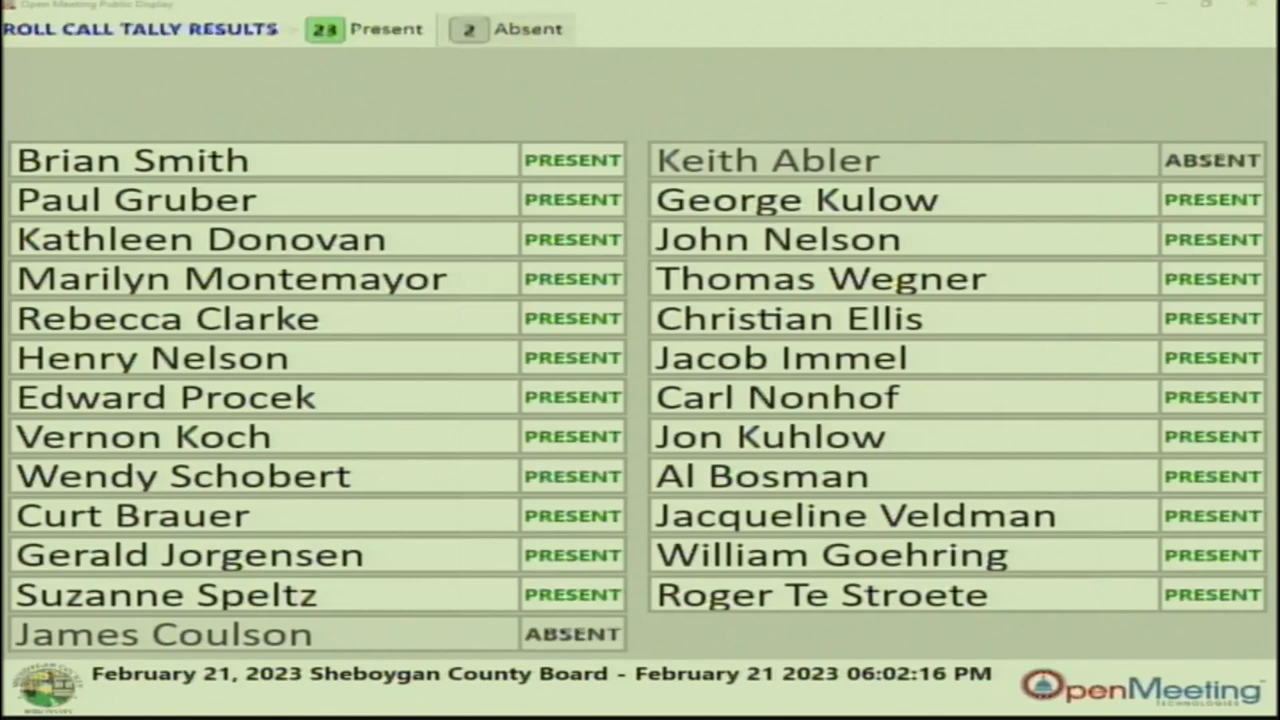 Open Meeting Public Display
ROLL CALL TALLY RESULTS 23 Present 2 Absent
Brian Smith PRESENT
Paul Gruber PRESENT
Kathleen Donovan PRESENT
Marilyn Montemayor PRESENT
Rebecca Clarke PRESENT
Henry Nelson PRESENT
Edward Procek PRESENT
Vernon Koch PRESENT
Wendy Schobert PRESENT
Curt Brauer PRESENT
Gerald Jorgensen PRESENT
Suzanne Speltz PRESENT
James Coulson ABSENT
Keith Abler ABSENT
George Kulow PRESENT
John Nelson PRESENT
Thomas Wegner PRESENT
Christian Ellis PRESENT
Jacob Immel PRESENT
Carl Nonhof PRESENT
Jon Kuhlow PRESENT
Al Bosman PRESENT
Jacqueline Veldman PRESENT
William Goehring PRESENT
Roger Te Stroete PRESENT
February 21, 2023 Sheboygan County Board - February 21 2023 06:02:16 PM
OpenMeeting
TECHNOLOGIES